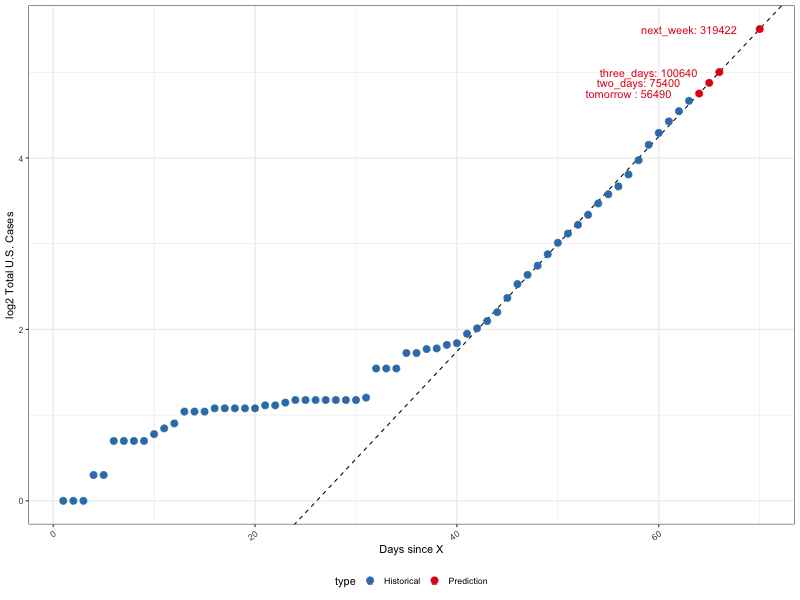 next_week: 319422
three_days: 100640
two_days: 75400
tomorrow : 56490
log2 Total U.S. Cases
4
2
0
0
20
40
60
Days since X
type Historical Prediction